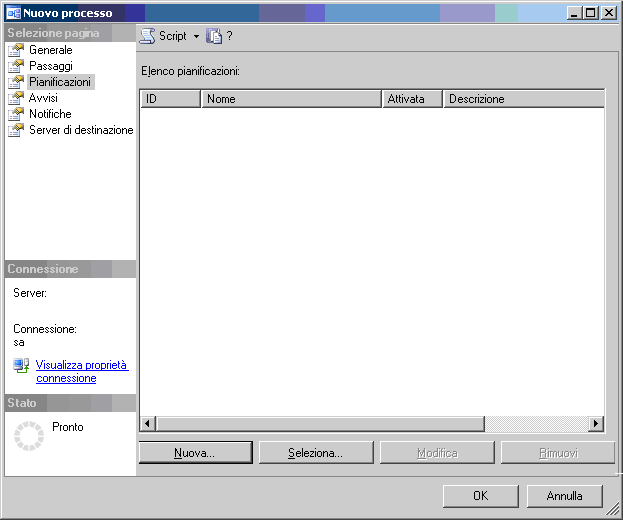 Nuovo processo
Selezione pagina
Generale
Passaggi
Pianificazioni
Avvisi
Notifiche
Server di destinazione
Script ?
Elenco pianificazioni:
ID Nome Attivata Descrizione
Connessione
Server:
Connessione:
sa
Visualizza proprietà
connessione
Stato
Pronto
Nuova... Seleziona... Modifica Rimuovi
OK Annulla